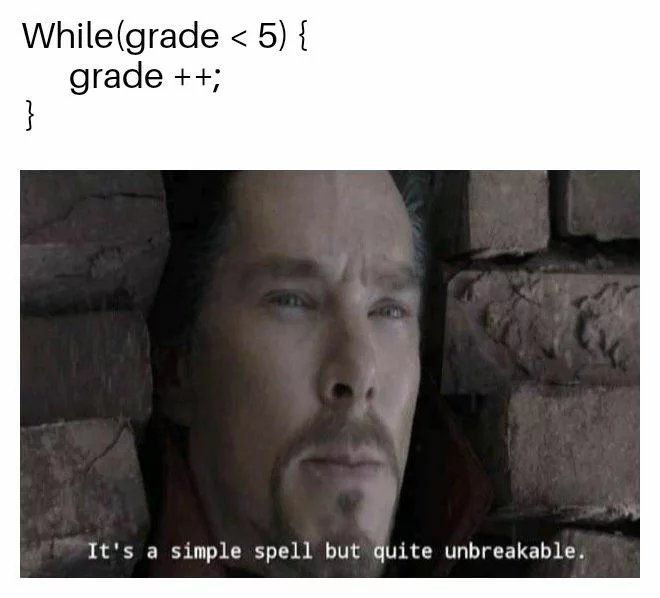 While(grade < 5) {
grade ++;
}
It's a simple spell but quite unbreakable.